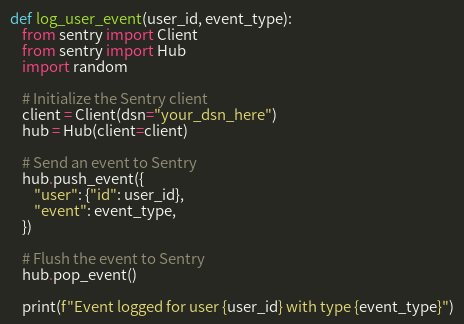 def log_user_event(user_id, event_type):
    from sentry import Client
    from sentry import Hub
    import random

    # Initialize the Sentry client
    client = Client(dsn="your_dsn_here")
    hub = Hub(client=client)

    # Send an event to Sentry
    hub.push_event({
        "user": {"id": user_id},
        "event": event_type,
    })

    # Flush the event to Sentry
    hub.pop_event()

    print(f"Event logged for user {user_id} with type {event_type}")